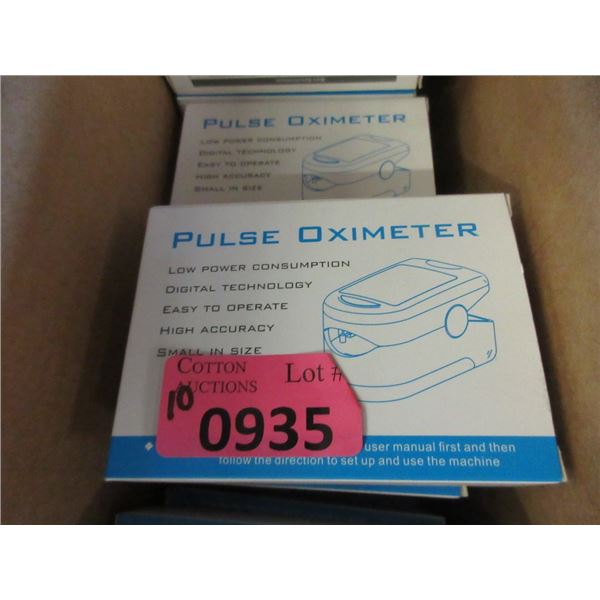 PULSE OXIMETER
LOW POWER CONSUMPTION
DIGITAL TECHNOLOGY
EASY TO OPERATE
HIGH ACCURACY
SMALL IN SIZE
PULSE OXIMETER
LOW POWER CONSUMPTION
DIGITAL TECHNOLOGY
EASY TO OPERATE
HIGH ACCURACY
SMALL IN SIZE
COTTON
AUCTIONS
Lot #
10
0935
user manual first and then
follow the direction to set up and use the machine